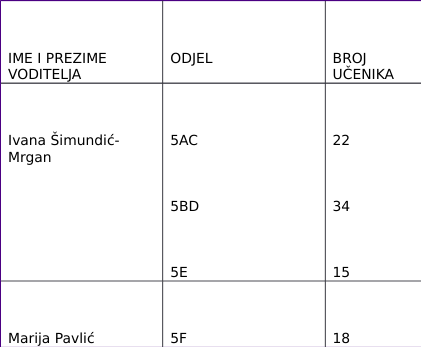 IME I PREZIME
VODITELJA
ODJEL
BROJ
UČENIKA
Ivana Šimundić-
Mrgan
5AC
22
5BD
34
5E
15
Marija Pavlić
5F
18